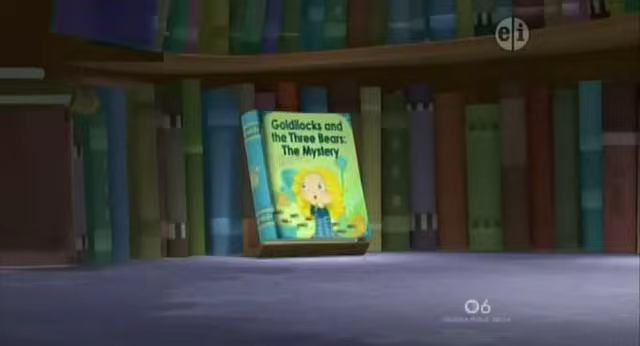 ei
Goldilocks and
the Three Bears:
The Mystery
6